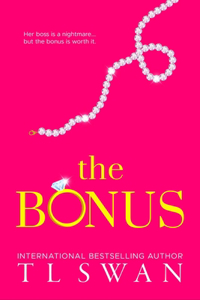 Her boss is a nightmare...
but the bonus is worth it.
the
BONUS
INTERNATIONAL BESTSELLING AUTHOR
T L SWAN